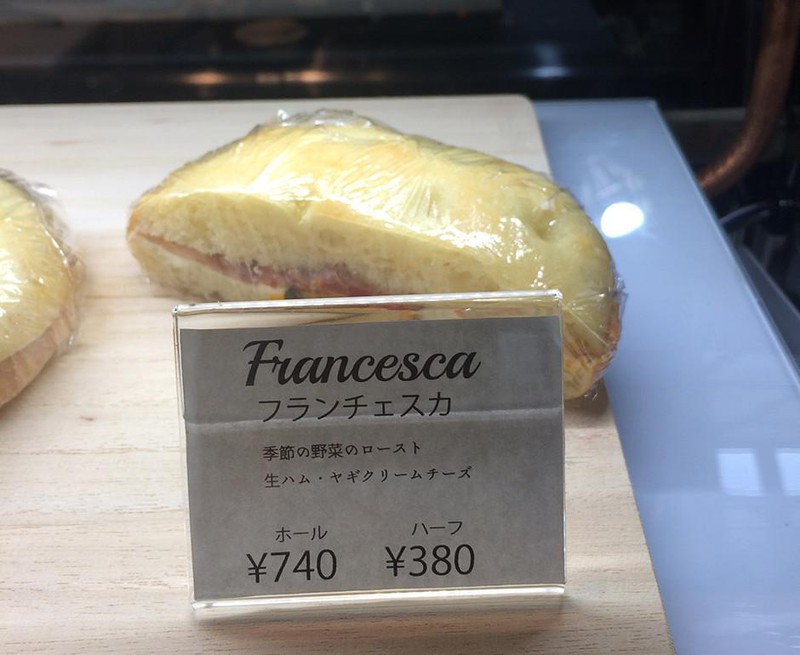 Francesca
フランチェスカ
季節の野菜のロースト
生ハム・ヤギクリームチーズ
ホール ハーフ
¥740 ¥380